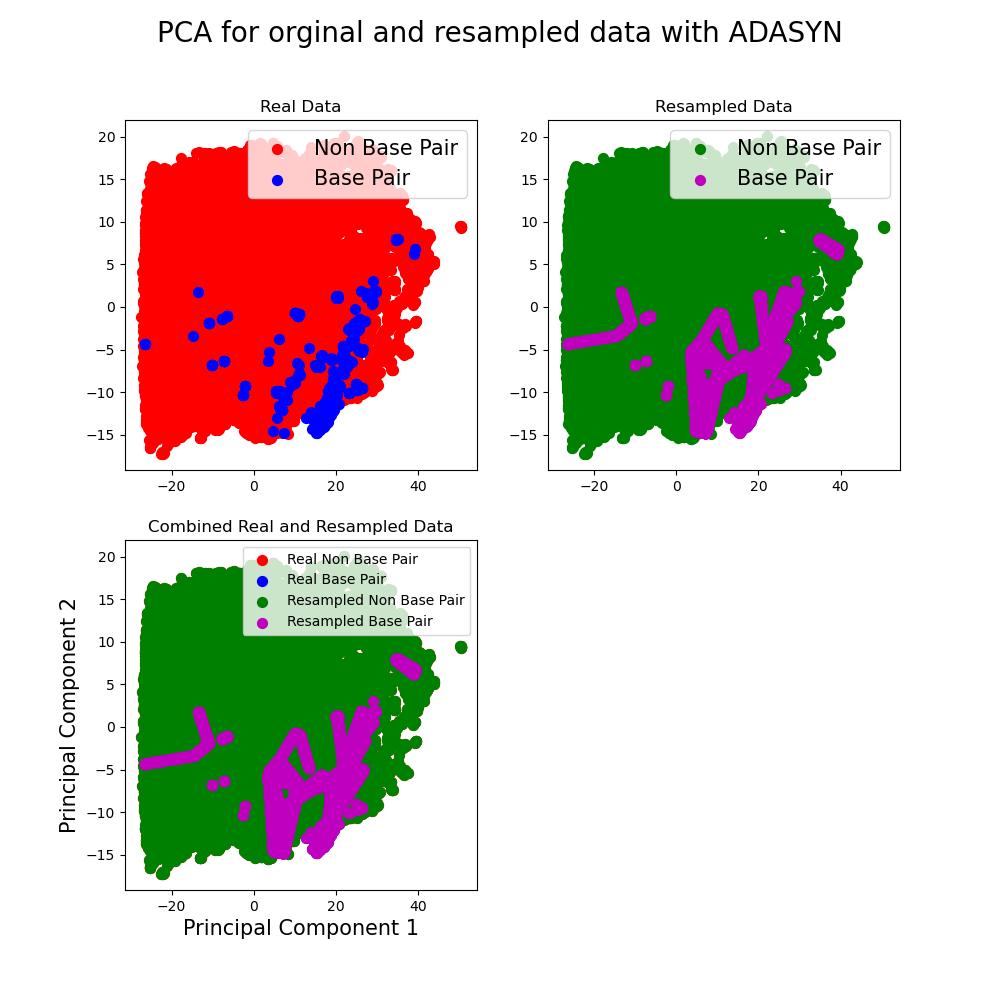 PCA for orginal and resampled data with ADASYN
Real Data
Non Base Pair
Base Pair
20
15
10
5
0
−5
−10
−15
−20
0
20
40
Resampled Data
Non Base Pair
Base Pair
20
15
10
5
0
−5
−10
−15
−20
0
20
40
Combined Real and Resampled Data
Real Non Base Pair
Real Base Pair
Resampled Non Base Pair
Resampled Base Pair
Principal Component 2
20
15
10
5
0
−5
−10
−15
−20
0
20
40
Principal Component 1